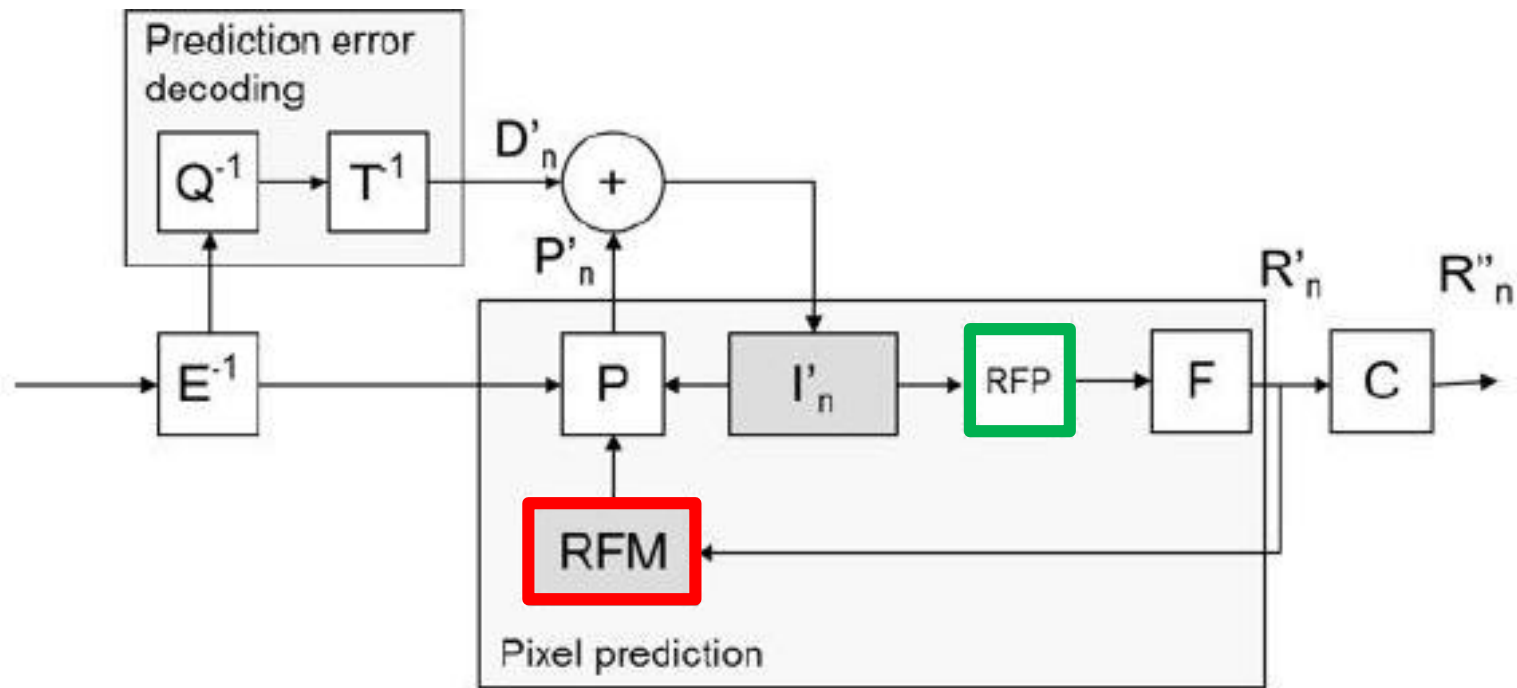 Prediction error
decoding
Q⁻¹
T⁻¹
D'ₙ
+
P'ₙ
R'ₙ
R"ₙ
E⁻¹
P
I'ₙ
RFP
F
C
RFM
Pixel prediction